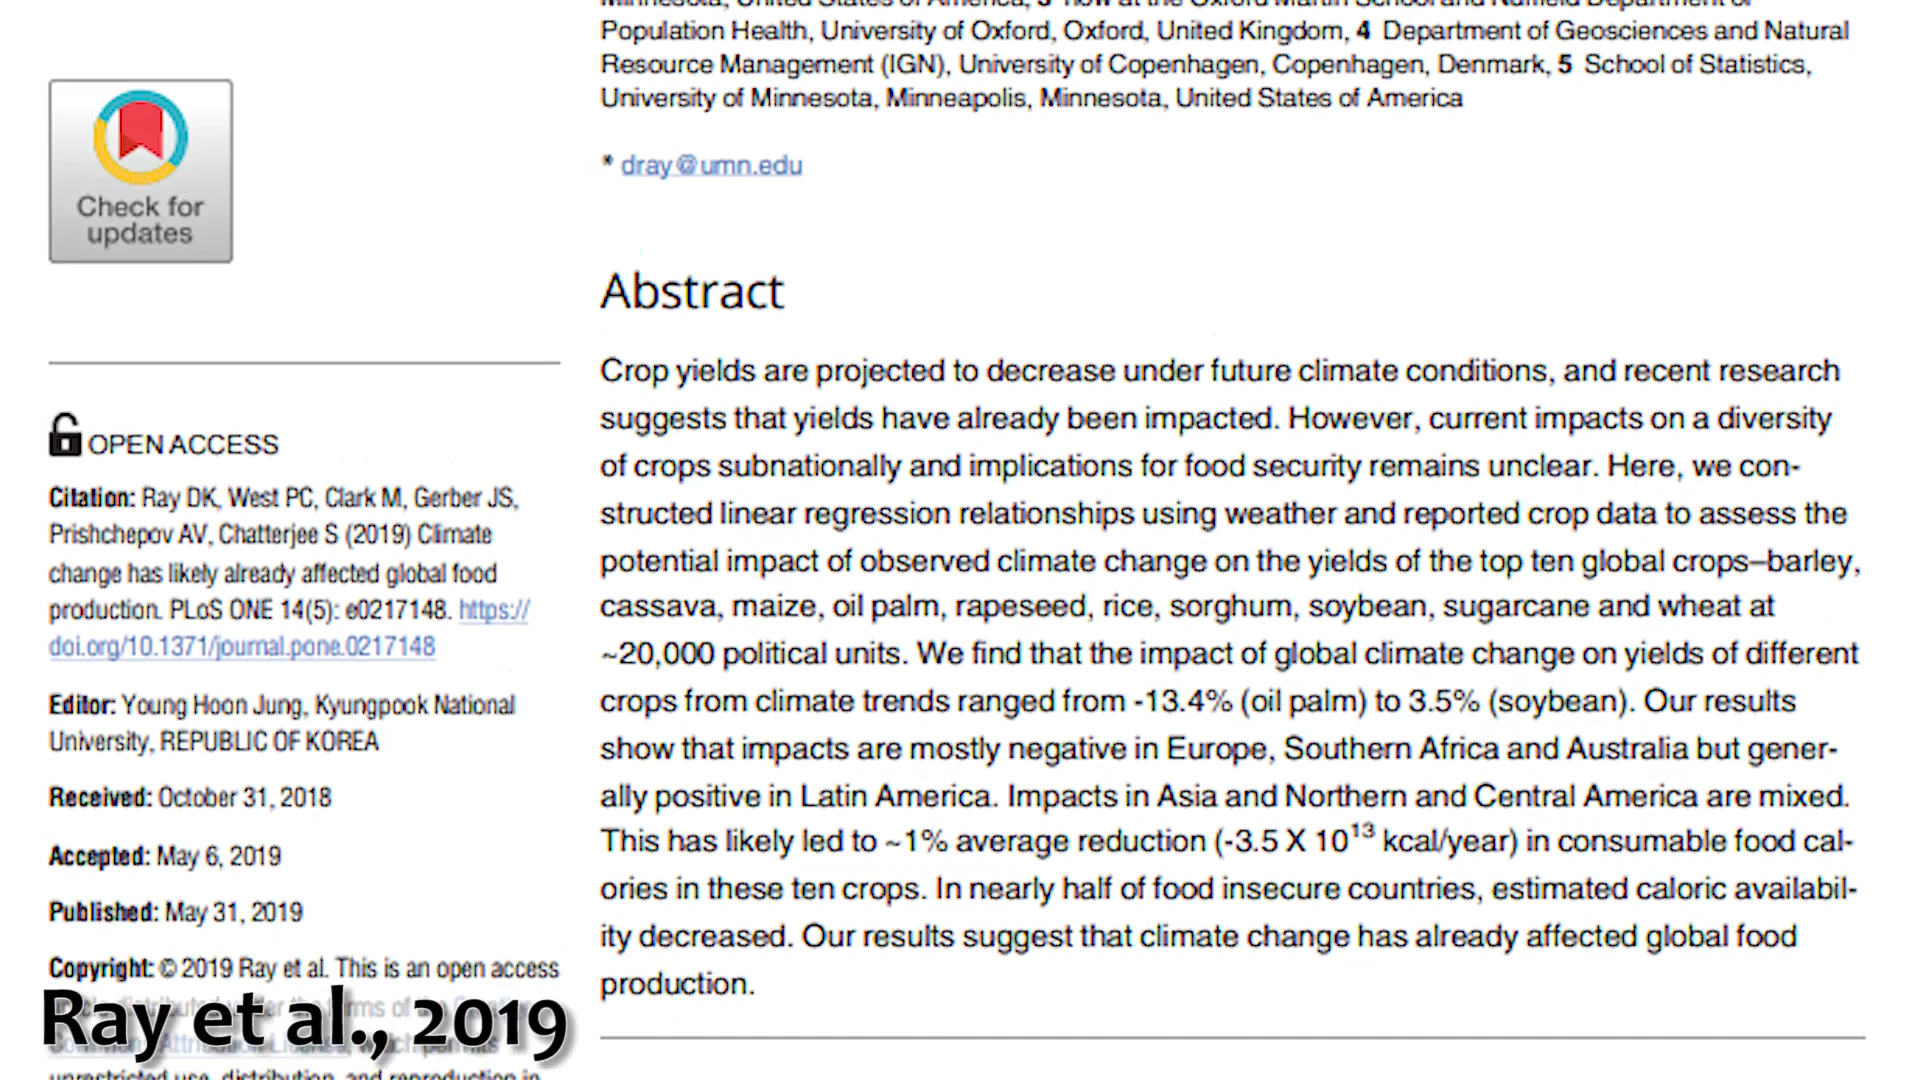 Population Health, University of Oxford, Oxford, United Kingdom, 4 Department of Geosciences and Natural
Resource Management (IGN), University of Copenhagen, Copenhagen, Denmark, 5 School of Statistics,
University of Minnesota, Minneapolis, Minnesota, United States of America
* dray@umn.edu
Check for
updates
Abstract
Crop yields are projected to decrease under future climate conditions, and recent research
suggests that yields have already been impacted. However, current impacts on a diversity
of crops subnationally and implications for food security remains unclear. Here, we con-
structed linear regression relationships using weather and reported crop data to assess the
potential impact of observed climate change on the yields of the top ten global crops–barley,
cassava, maize, oil palm, rapeseed, rice, sorghum, soybean, sugarcane and wheat at
~20,000 political units. We find that the impact of global climate change on yields of different
crops from climate trends ranged from -13.4% (oil palm) to 3.5% (soybean). Our results
show that impacts are mostly negative in Europe, Southern Africa and Australia but gener-
ally positive in Latin America. Impacts in Asia and Northern and Central America are mixed.
This has likely led to ~1% average reduction (-3.5 X 10¹³ kcal/year) in consumable food cal-
ories in these ten crops. In nearly half of food insecure countries, estimated caloric availabil-
ity decreased. Our results suggest that climate change has already affected global food
production.
OPEN ACCESS
Citation: Ray DK, West PC, Clark M, Gerber JS,
Prishchepov AV, Chatterjee S (2019) Climate
change has likely already affected global food
production. PLoS ONE 14(5): e0217148. https://
doi.org/10.1371/journal.pone.0217148
Editor: Young Hoon Jung, Kyungpook National
University, REPUBLIC OF KOREA
Received: October 31, 2018
Accepted: May 6, 2019
Published: May 31, 2019
Copyright: © 2019 Ray et al. This is an open access
Ray et al., 2019